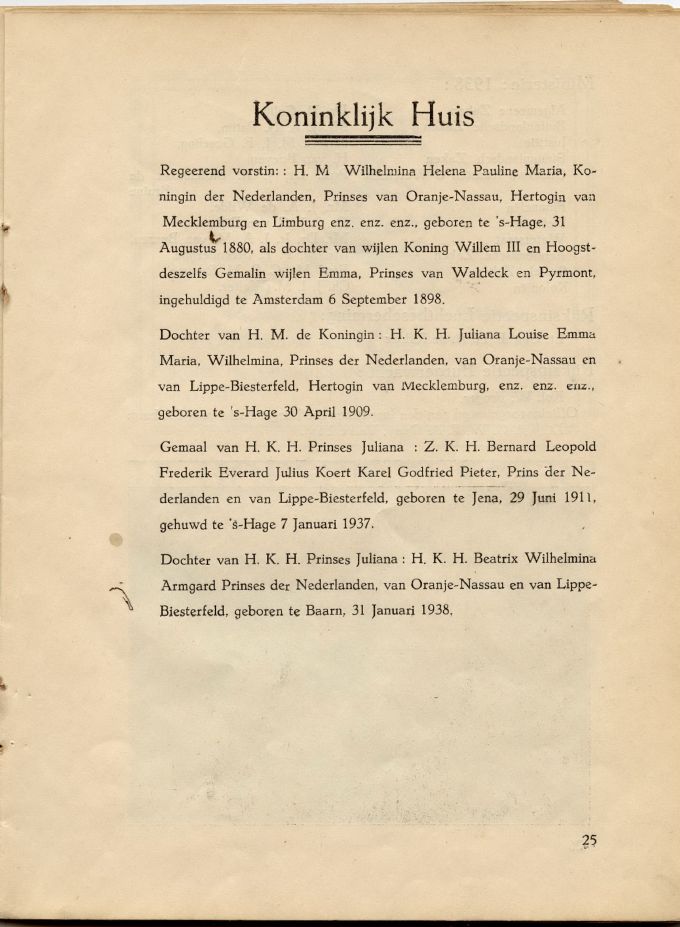 Koninklijk Huis
Regeerend vorstin: : H. M Wilhelmina Helena Pauline Maria, Ko-
ningin der Nederlanden, Prinses van Oranje-Nassau, Hertogin van
Mecklemburg en Limburg enz. enz. enz., geboren te 's-Hage, 31
Augustus 1880, als dochter van wijlen Koning Willem III en Hoogst-
deszelfs Gemalin wijlen Emma, Prinses van Waldeck en Pyrmont,
ingehuldigd te Amsterdam 6 September 1898.
Dochter van H. M. de Koningin : H. K. H. Juliana Louise Emma
Maria, Wilhelmina, Prinses der Nederlanden, van Oranje-Nassau en
van Lippe-Biesterfeld, Hertogin van Mecklemburg, enz. enz. enz.,
geboren te 's-Hage 30 April 1909.
Gemaal van H. K. H. Prinses Juliana : Z. K. H. Bernard Leopold
Frederik Everard Julius Koert Karel Godfried Pieter, Prins der Ne-
derlanden en van Lippe-Biesterfeld, geboren te Jena, 29 Juni 1911,
gehuwd te 's-Hage 7 Januari 1937.
Dochter van H. K. H. Prinses Juliana : H. K. H. Beatrix Wilhelmina
Armgard Prinses der Nederlanden, van Oranje-Nassau en van Lippe-
Biesterfeld, geboren te Baarn, 31 Januari 1938.
25